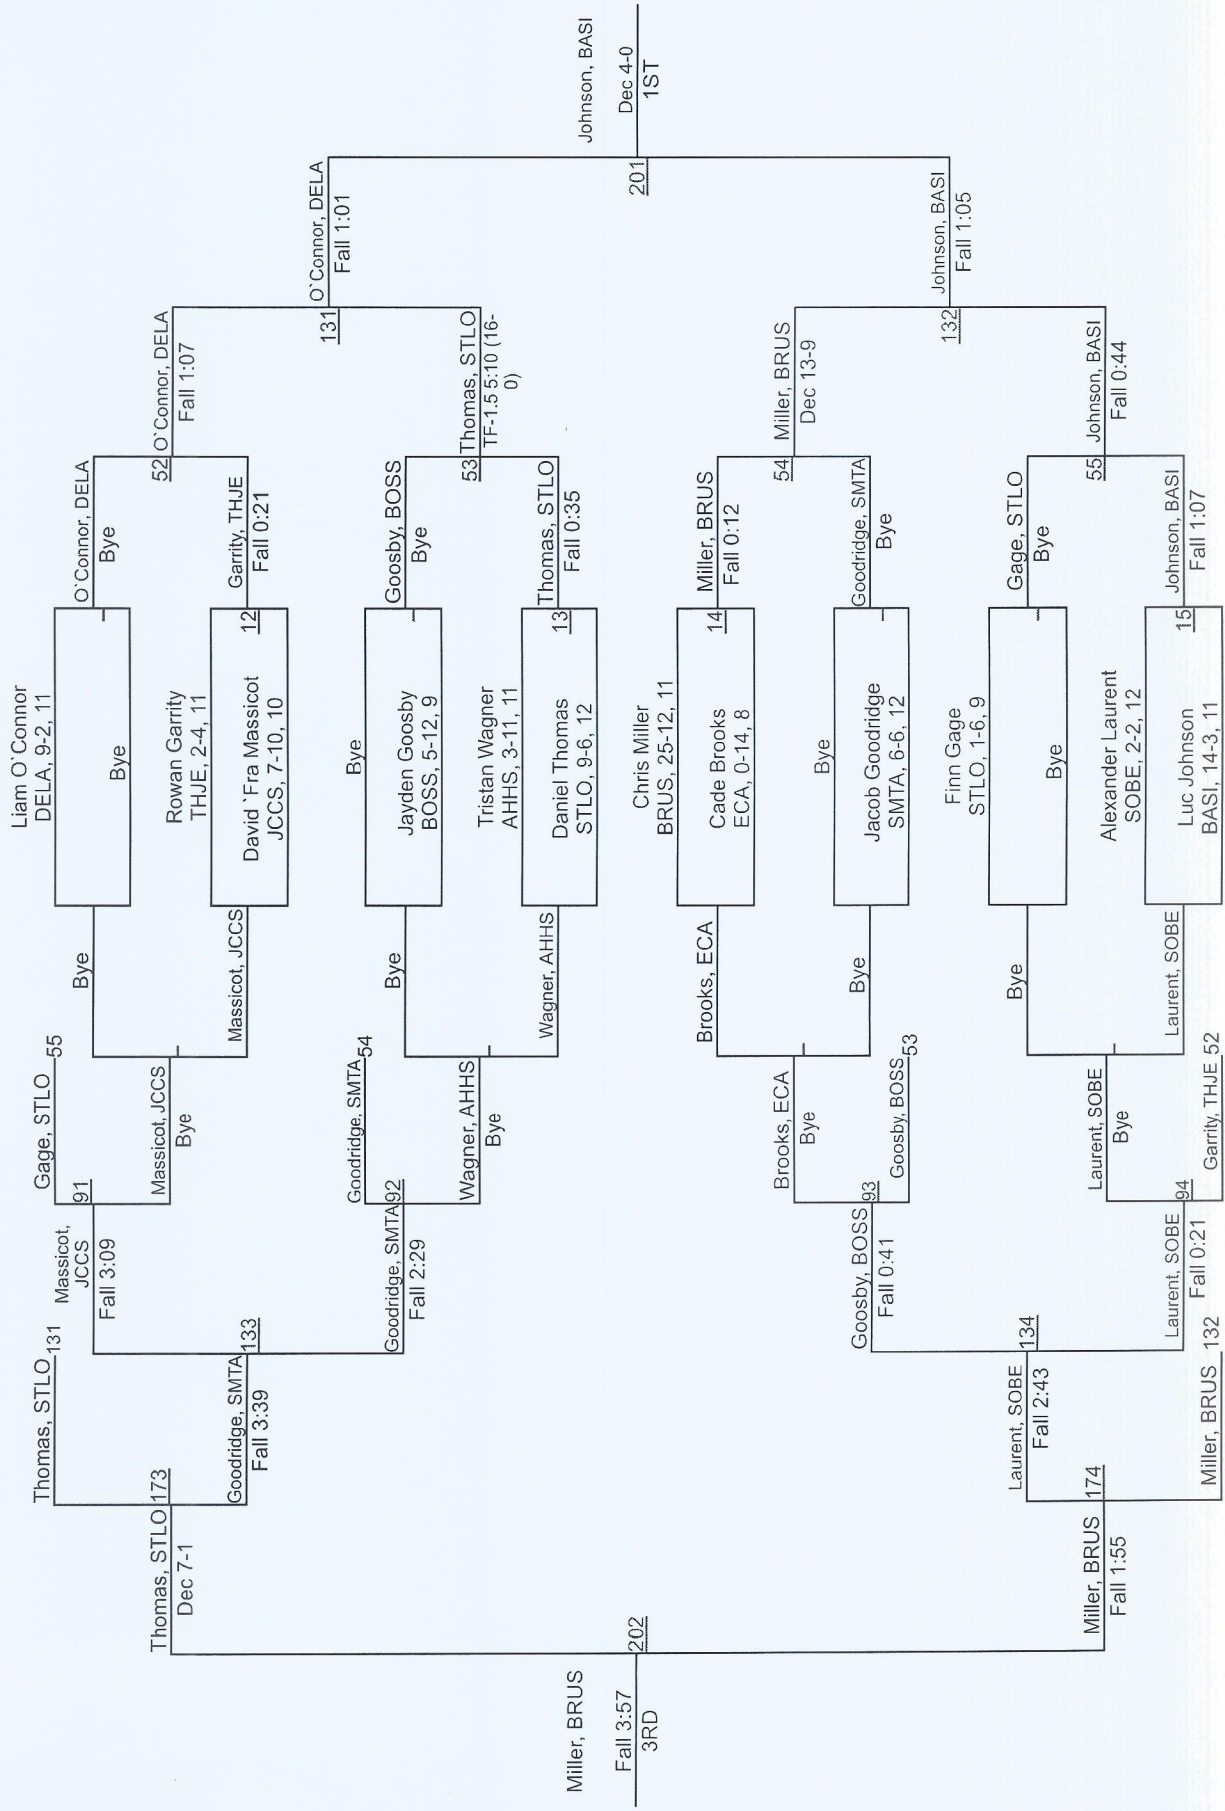 Liam O`Connor
DELA, 9-2, 11
Bye
Rowan Garrity
THJE, 2-4, 11
David `Fra Massicot
JCCS, 7-10, 10
12
Bye
Jayden Goosby
BOSS, 5-12, 9
Tristan Wagner
AHHS, 3-11, 11
Daniel Thomas
STLO, 9-6, 12
13
Chris Miller
BRUS, 25-12, 11
Cade Brooks
ECA, 0-14, 8
14
Bye
Jacob Goodridge
SMTA, 6-6, 12
Finn Gage
STLO, 1-6, 9
Bye
Alexander Laurent
SOBE, 2-2, 12
Luc Johnson
BASI, 14-3, 11
15
O`Connor, DELA
Bye
Garrity, THJE
Fall 0:21
52
Goosby, BOSS
Bye
Thomas, STLO
Fall 0:35
53
Miller, BRUS
Fall 0:12
Goodridge, SMTA
Bye
54
Gage, STLO
Bye
Johnson, BASI
Fall 1:07
55
O`Connor, DELA
Fall 1:07
Thomas, STLO
TF-1.5 5:10 (16-
0)
131
Miller, BRUS
Dec 13-9
Johnson, BASI
Fall 0:44
132
O`Connor, DELA
Fall 1:01
Johnson, BASI
Fall 1:05
201
Johnson, BASI
Dec 4-0
1ST
Bye
Massicot, JCCS
Bye
Wagner, AHHS
Brooks, ECA
Bye
Bye
Laurent, SOBE
Gage, STLO 55
Massicot, JCCS
Bye
91
Goodridge, SMTA 54
Wagner, AHHS
Bye
92
Brooks, ECA
Bye
Goosby, BOSS 53
93
Laurent, SOBE
Bye
Garrity, THJE 52
94
Massicot,
JCCS
Fall 3:09
Goodridge, SMTA
Fall 2:29
133
Goosby, BOSS
Fall 0:41
Laurent, SOBE
Fall 0:21
134
Thomas, STLO 131
Goodridge, SMTA
Fall 3:39
173
Laurent, SOBE
Fall 2:43
Miller, BRUS 132
174
Thomas, STLO
Dec 7-1
Miller, BRUS
Fall 1:55
202
Miller, BRUS
Fall 3:57
3RD